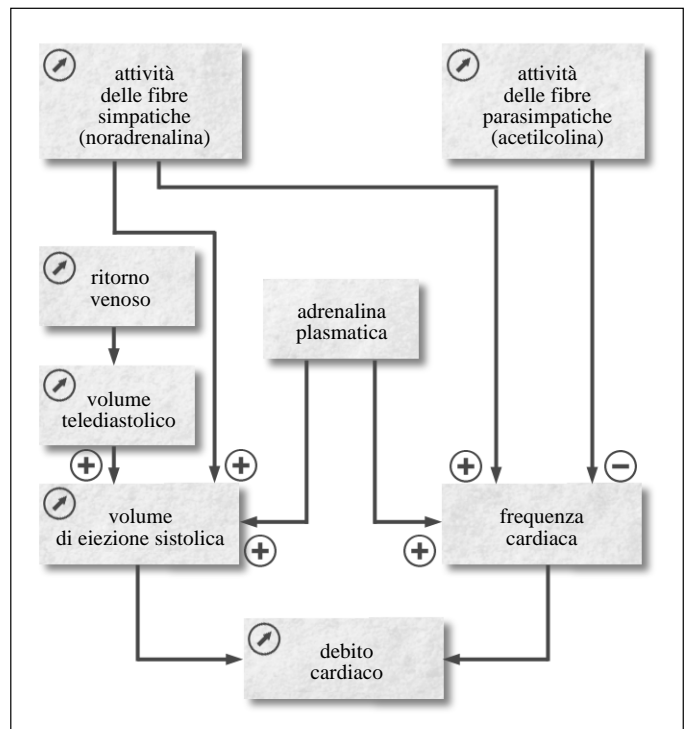 attività
delle fibre
simpatiche
(noradrenalina)
attività
delle fibre
parasimpatiche
(acetilcolina)
ritorno
venoso
adrenalina
plasmatica
volume
telediastolico
+
+
+
−
volume
di eiezione sistolica
frequenza
cardiaca
+
+
debito
cardiaco